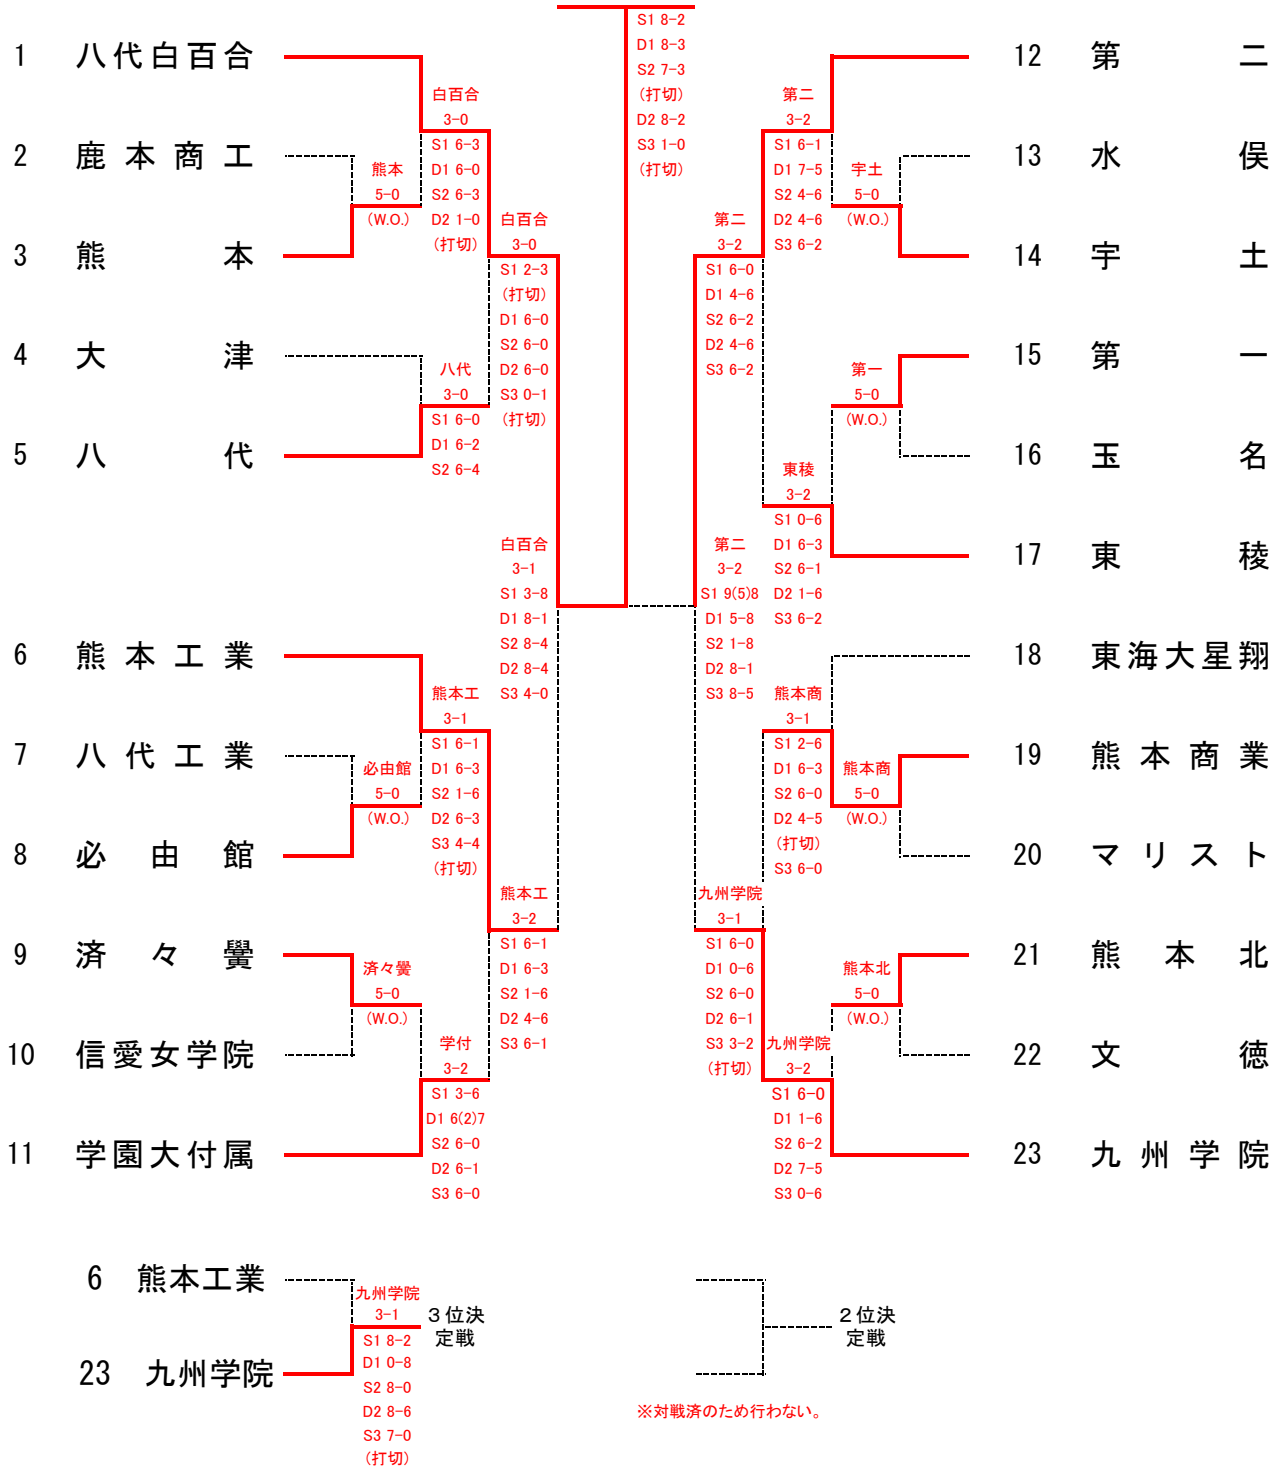 S1 8-2
D1 8-3
S2 7-3
(打切)
D2 8-2
S3 1-0
(打切)
1 八代白百合
2 鹿本商工
3 熊本
4 大津
5 八代
6 熊本工業
7 八代工業
8 必由館
9 済々黌
10 信愛女学院
11 学園大付属
熊本
5-0
(W.O.)
必由館
5-0
(W.O.)
済々黌
5-0
(W.O.)
白百合
3-0
S1 6-3
D1 6-0
S2 6-3
D2 1-0
(打切)
八代
3-0
S1 6-0
D1 6-2
S2 6-4
熊本工
3-1
S1 6-1
D1 6-3
S2 1-6
D2 6-3
S3 4-4
(打切)
学付
3-2
S1 3-6
D1 6(2)7
S2 6-0
D2 6-1
S3 6-0
白百合
3-0
S1 2-3
(打切)
D1 6-0
S2 6-0
D2 6-0
S3 0-1
(打切)
白百合
3-1
S1 3-8
D1 8-1
S2 8-4
D2 8-4
S3 4-0
熊本工
3-2
S1 6-1
D1 6-3
S2 1-6
D2 4-6
S3 6-1
第二
3-2
S1 6-0
D1 4-6
S2 6-2
D2 4-6
S3 6-2
第二
3-2
S1 9(5)8
D1 5-8
S2 1-8
D2 8-1
S3 8-5
九州学院
3-1
S1 6-0
D1 0-6
S2 6-0
D2 6-1
S3 3-2
(打切)
第二
3-2
S1 6-1
D1 7-5
S2 4-6
D2 4-6
S3 6-2
東稜
3-2
S1 0-6
D1 6-3
S2 6-1
D2 1-6
S3 6-2
熊本商
3-1
S1 2-6
D1 6-3
S2 6-0
D2 4-5
(打切)
S3 6-0
九州学院
3-2
S1 6-0
D1 1-6
S2 6-2
D2 7-5
S3 0-6
宇土
5-0
(W.O.)
第一
5-0
(W.O.)
熊本商
5-0
(W.O.)
熊本北
5-0
(W.O.)
12 第二
13 水俣
14 宇土
15 第一
16 玉名
17 東稜
18 東海大星翔
19 熊本商業
20 マリスト
21 熊本北
22 文徳
23 九州学院
6 熊本工業
23 九州学院
九州学院
3-1
S1 8-2
D1 0-8
S2 8-0
D2 8-6
S3 7-0
(打切)
3位決
定戦
2位決
定戦
※対戦済のため行わない。